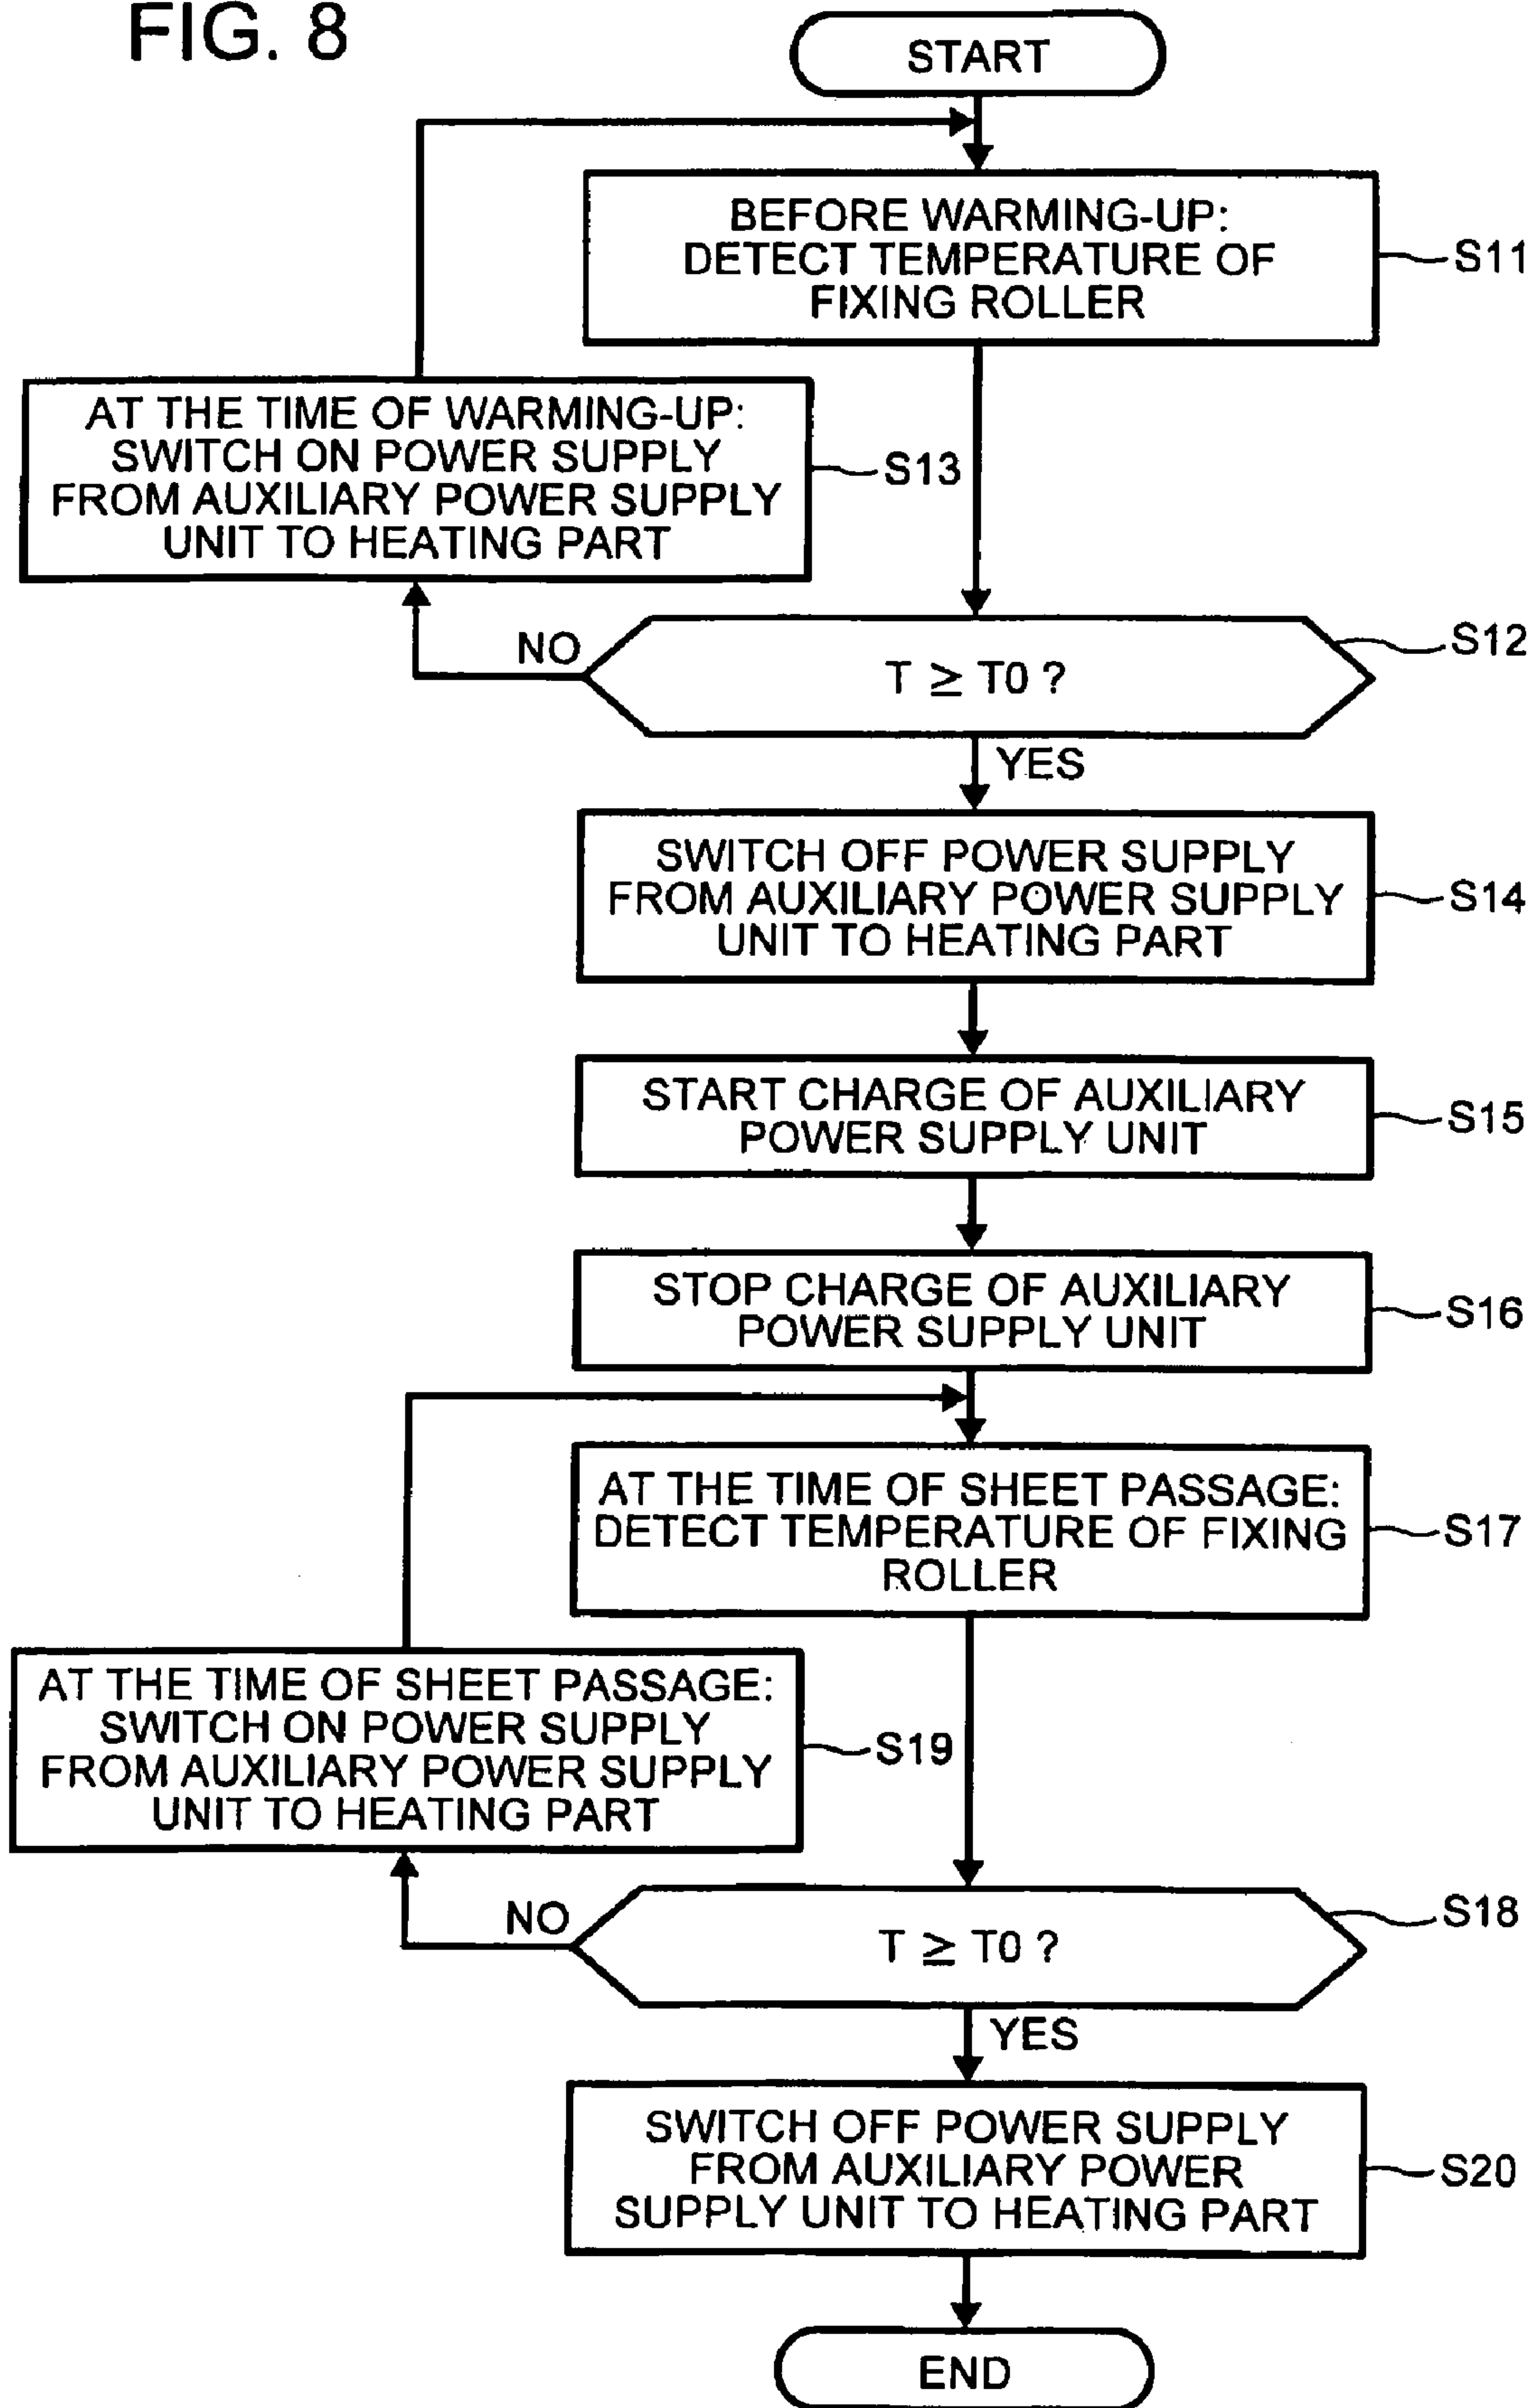 FIG. 8
START
BEFORE WARMING-UP:
DETECT TEMPERATURE OF
FIXING ROLLER
S11
AT THE TIME OF WARMING-UP:
SWITCH ON POWER SUPPLY
FROM AUXILIARY POWER SUPPLY
UNIT TO HEATING PART
S13
NO
T ≥ T0 ?
S12
YES
SWITCH OFF POWER SUPPLY
FROM AUXILIARY POWER SUPPLY
UNIT TO HEATING PART
S14
START CHARGE OF AUXILIARY
POWER SUPPLY UNIT
S15
STOP CHARGE OF AUXILIARY
POWER SUPPLY UNIT
S16
AT THE TIME OF SHEET PASSAGE:
DETECT TEMPERATURE OF FIXING
ROLLER
S17
AT THE TIME OF SHEET PASSAGE:
SWITCH ON POWER SUPPLY
FROM AUXILIARY POWER SUPPLY
UNIT TO HEATING PART
S19
NO
T ≥ T0 ?
S18
YES
SWITCH OFF POWER SUPPLY
FROM AUXILIARY POWER
SUPPLY UNIT TO HEATING PART
S20
END